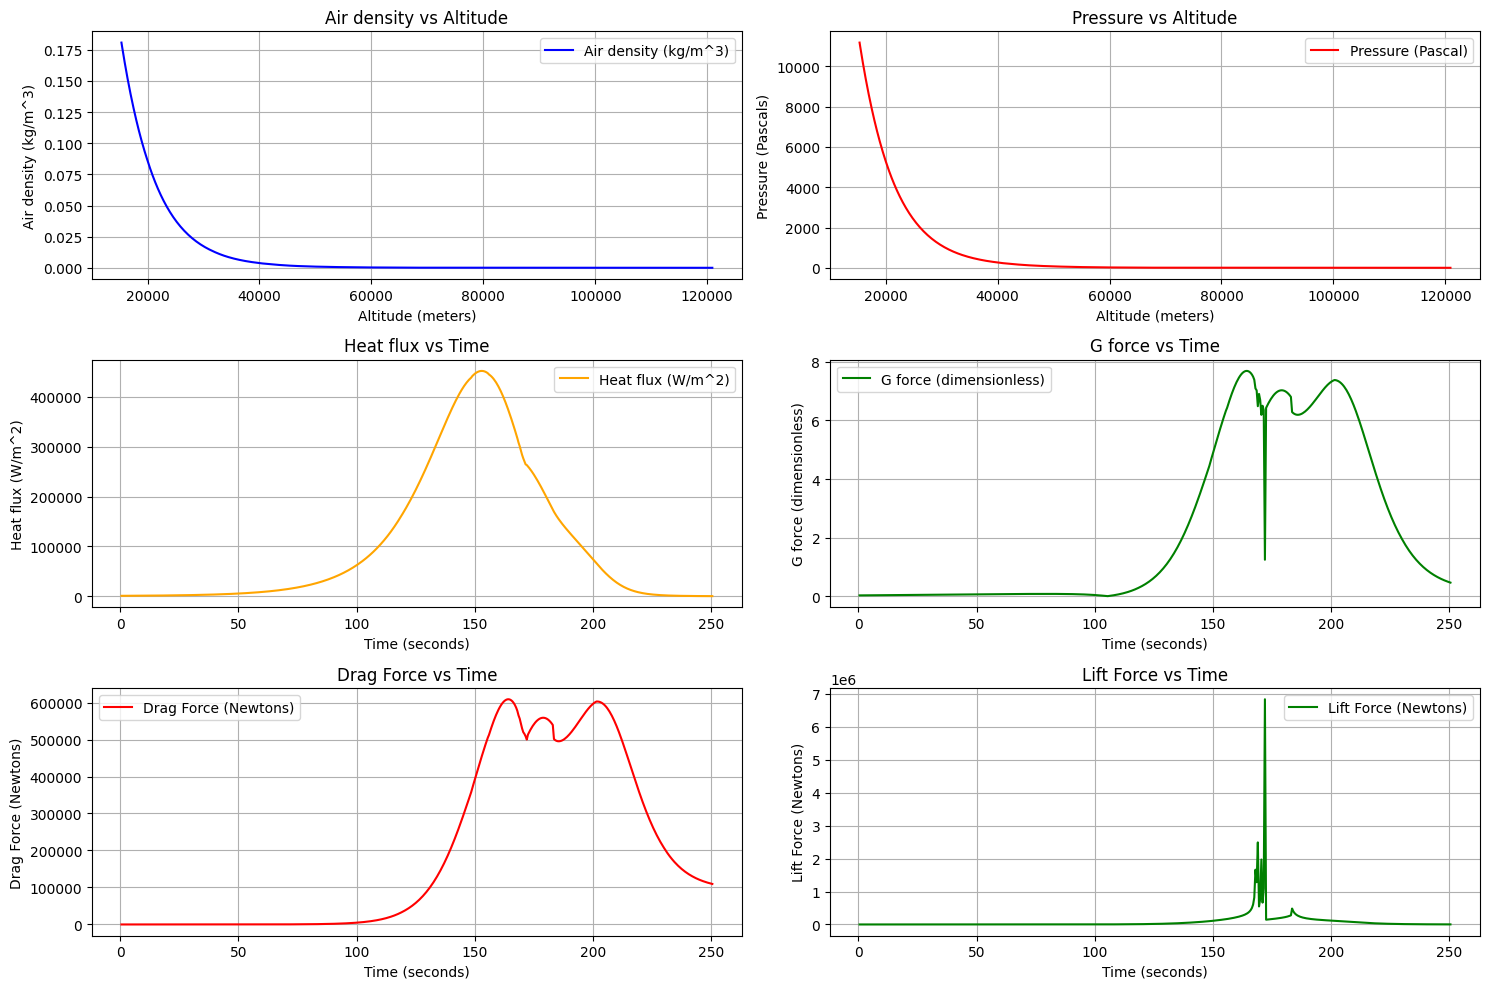 Air density vs Altitude
Air density (kg/m^3)
0.175
0.150
0.125
0.100
0.075
0.050
0.025
0.000
Air density (kg/m^3)
20000 40000 60000 80000 100000 120000
Altitude (meters)
Pressure vs Altitude
Pressure (Pascal)
10000
8000
6000
4000
2000
0
Pressure (Pascals)
20000 40000 60000 80000 100000 120000
Altitude (meters)
Heat flux vs Time
Heat flux (W/m^2)
400000
300000
200000
100000
0
Heat flux (W/m^2)
0 50 100 150 200 250
Time (seconds)
G force vs Time
G force (dimensionless)
8
6
4
2
0
G force (dimensionless)
0 50 100 150 200 250
Time (seconds)
Drag Force vs Time
Drag Force (Newtons)
600000
500000
400000
300000
200000
100000
0
Drag Force (Newtons)
0 50 100 150 200 250
Time (seconds)
Lift Force vs Time
1e6
Lift Force (Newtons)
7
6
5
4
3
2
1
0
Lift Force (Newtons)
0 50 100 150 200 250
Time (seconds)